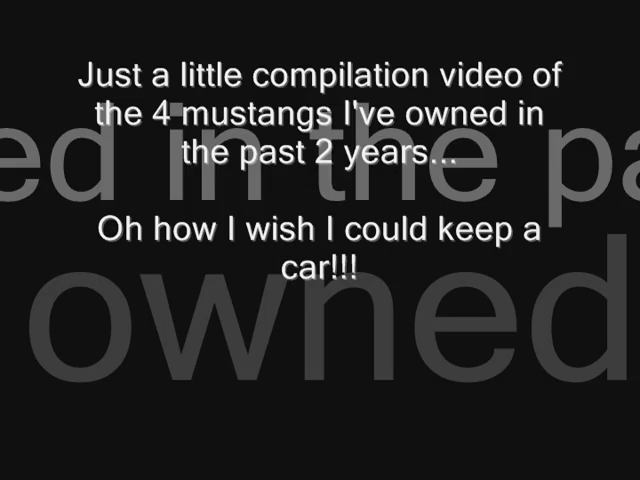 Just a little compilation video of
the 4 mustangs I've owned in
the past 2 years...
Oh how I wish I could keep a
car!!!
ed in the pa
owned